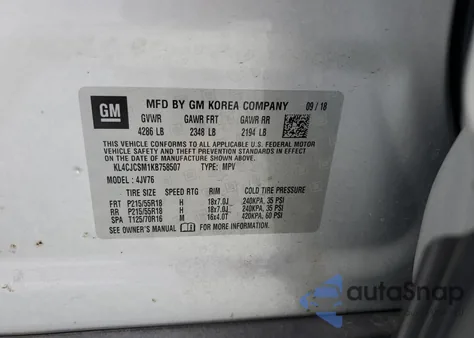 GM
MFD BY GM KOREA COMPANY 09 / 18
GVWR GAWR FRT GAWR RR
4286 LB 2348 LB 2194 LB
THIS VEHICLE CONFORMS TO ALL APPLICABLE U.S. FEDERAL MOTOR
VEHICLE SAFETY AND THEFT PREVENTION STANDARDS IN EFFECT ON
THE DATE OF MANUFACTURE SHOWN ABOVE.
KL4CJCSM1KB758507 TYPE: MPV
MODEL: 4JV76
TIRE SIZE SPEED RTG RIM COLD TIRE PRESSURE
FRT P215/55R18 H 18x7.0J 240KPA, 35 PSI
RR P215/55R18 H 18x7.0J 240KPA, 35 PSI
SPA T125/70R16 M 16x4.0T 420KPA, 60 PSI
SEE OWNER'S MANUAL FOR MORE INFORMATION.
autoSnap